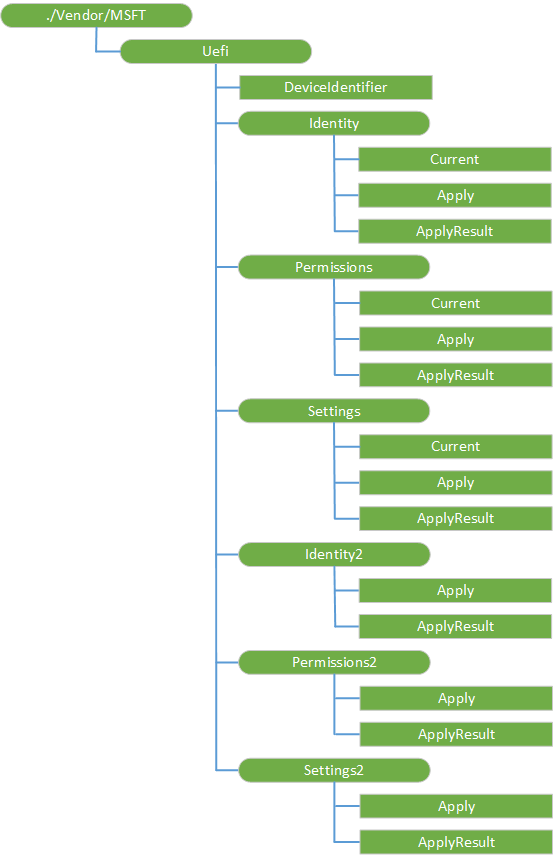 ./Vendor/MSFT
Uefi
DeviceIdentifier
Identity
Current
Apply
ApplyResult
Permissions
Current
Apply
ApplyResult
Settings
Current
Apply
ApplyResult
Identity2
Apply
ApplyResult
Permissions2
Apply
ApplyResult
Settings2
Apply
ApplyResult